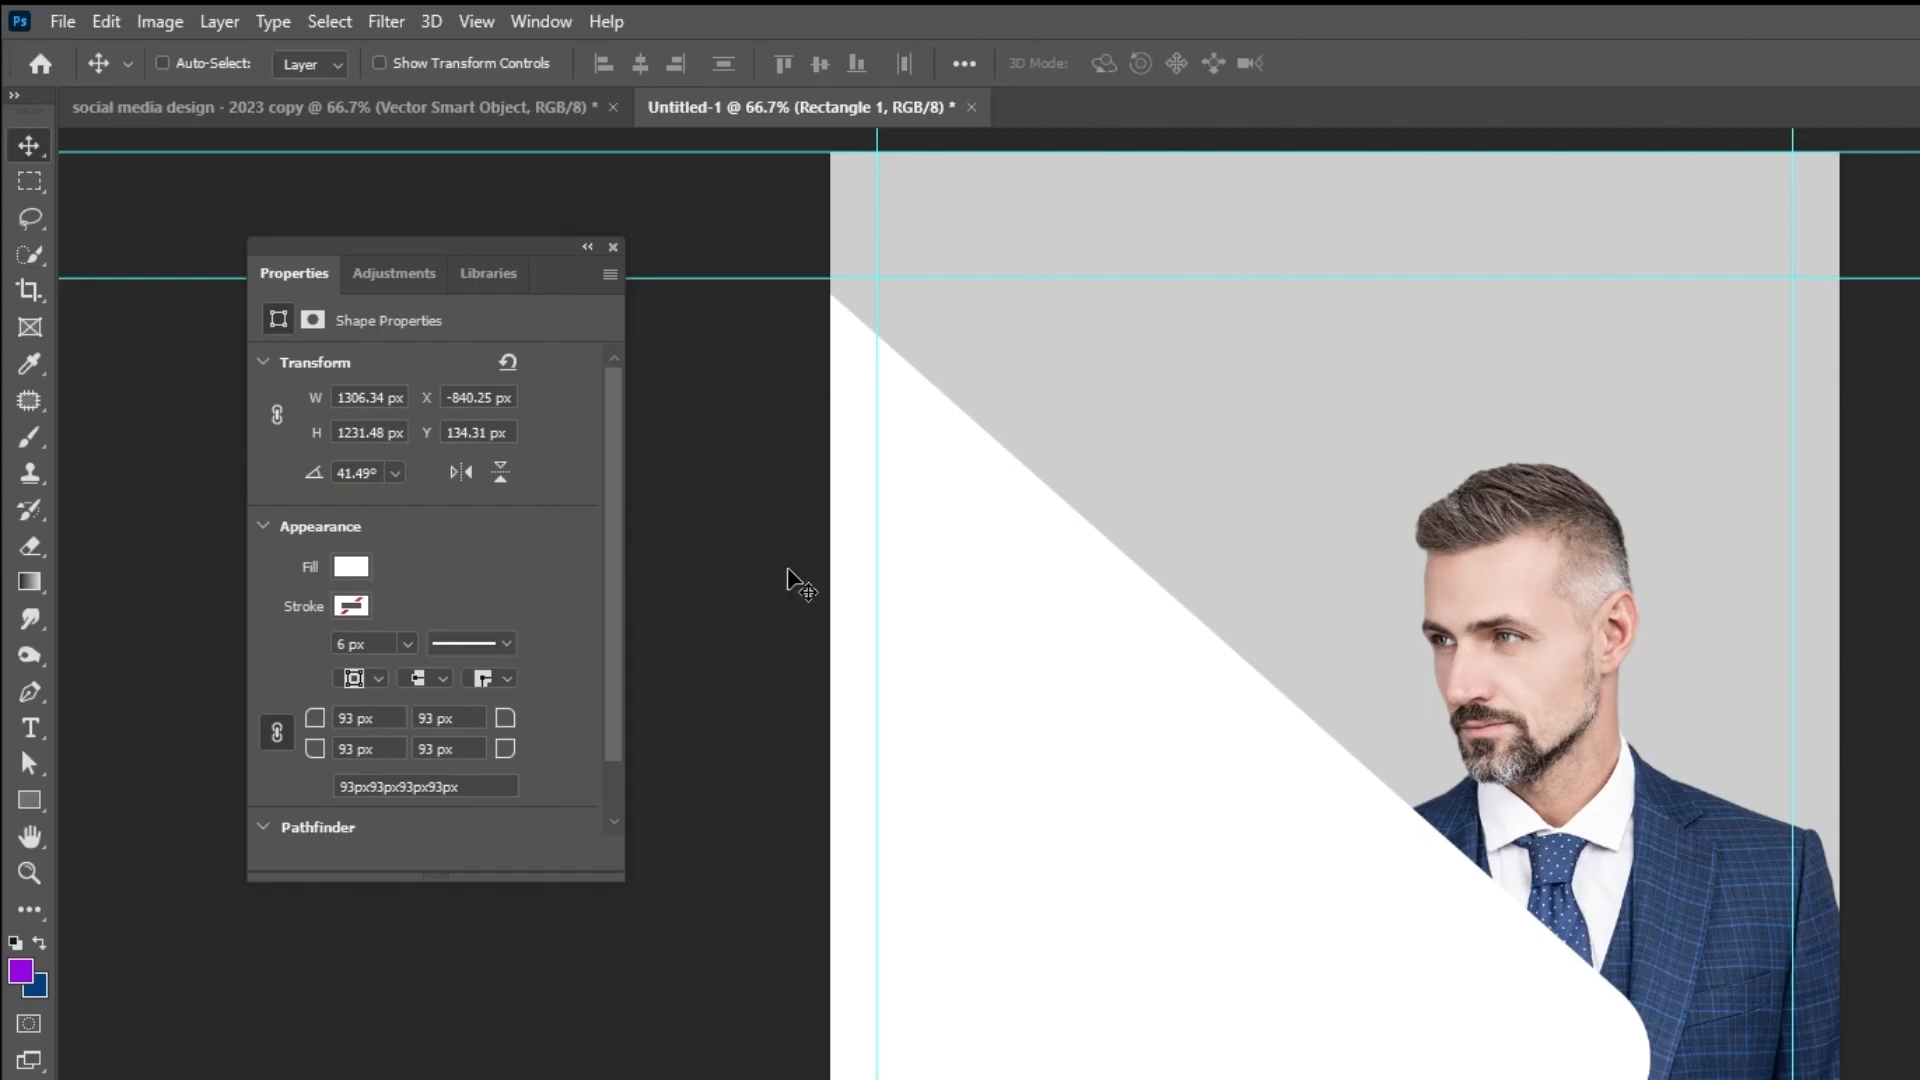 Ps File Edit Image Layer Type Select Filter 3D View Window Help
Auto-Select: Layer Show Transform Controls 3D Mode:
social media design - 2023 copy @ 66.7% (Vector Smart Object, RGB/8) * × Untitled-1 @ 66.7% (Rectangle 1, RGB/8) * ×
Properties Adjustments Libraries
Shape Properties
Transform
W 1306.34 px X -840.25 px
H 1231.48 px Y 134.31 px
41.49°
Appearance
Fill
Stroke
6 px
93 px 93 px
93 px 93 px
93px93px93px93px
Pathfinder